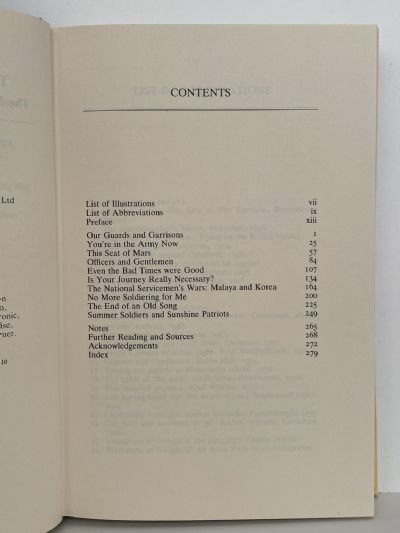 CONTENTS
List of Illustrations vii
List of Abbreviations ix
Preface xiii
Our Guards and Garrisons 1
You're in the Army Now 25
This Seat of Mars 57
Officers and Gentlemen 84
Even the Bad Times were Good 107
Is Your Journey Really Necessary? 134
The National Servicemen's Wars: Malaya and Korea 164
No More Soldiering for Me 200
The End of an Old Song 225
Summer Soldiers and Sunshine Patriots 249
Notes 265
Further Reading and Sources 268
Acknowledgements 272
Index 279
Ltd